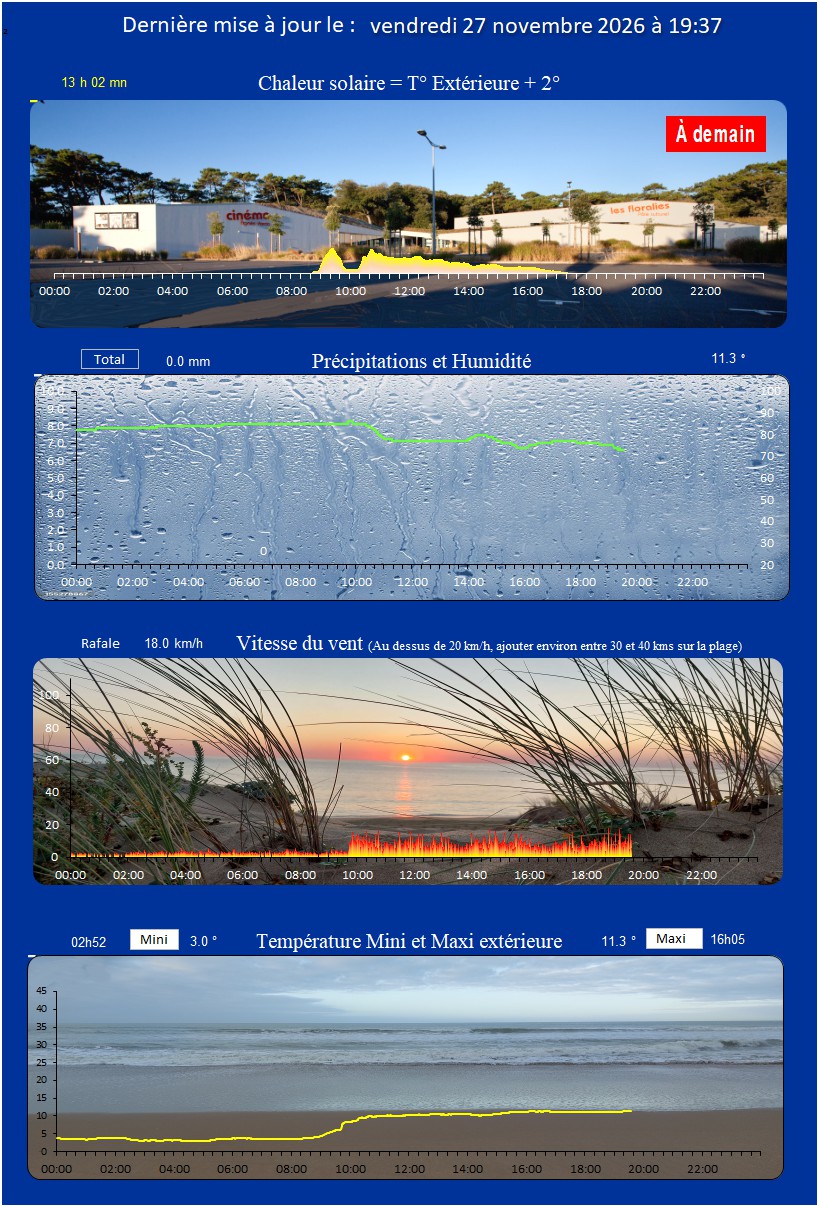 Dernière mise à jour le : vendredi 27 novembre 2026 à 19:37
13 h 02 mn
Chaleur solaire = T° Extérieure + 2°
À demain
cinéma
les floralies
00:00 02:00 04:00 06:00 08:00 10:00 12:00 14:00 16:00 18:00 20:00 22:00
Total 0.0 mm Précipitations et Humidité 11.3 °
10.0 100
9.0 90
8.0 80
7.0 70
6.0 60
5.0
4.0 50
3.0 40
2.0
1.0 30
0
0.0 20
00:00 02:00 04:00 06:00 08:00 10:00 12:00 14:00 16:00 18:00 20:00 22:00
Rafale 18.0 km/h Vitesse du vent (Au dessus de 20 km/h, ajouter environ entre 30 et 40 kms sur la plage)
100
80
60
40
20
0
00:00 02:00 04:00 06:00 08:00 10:00 12:00 14:00 16:00 18:00 20:00 22:00
02h52 Mini 3.0 ° Température Mini et Maxi extérieure 11.3 ° Maxi 16h05
45
40
35
30
25
20
15
10
5
0
00:00 02:00 04:00 06:00 08:00 10:00 12:00 14:00 16:00 18:00 20:00 22:00